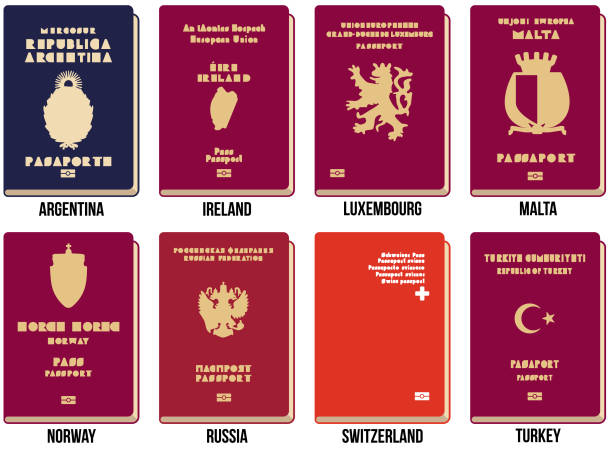 MERCOSUR
REPUBLICA
ARGENTINA
PASAPORTE
ARGENTINA
An tAontas Eorpach
European Union
ÉIRE
IRELAND
Pas
Passport
IRELAND
UNION EUROPEENNE
GRAND-DUCHE DE LUXEMBOURG
PASSEPORT
LUXEMBOURG
UNJONI EWROPEA
MALTA
PASSAPORT
MALTA
NORGE NOREG
NORWAY
PASS
PASSPORT
NORWAY
РОССИЙСКАЯ ФЕДЕРАЦИЯ
RUSSIAN FEDERATION
ПАСПОРТ
PASSPORT
RUSSIA
Schweizer Pass
Passeport suisse
Passaporto svizzero
Passaport svizzer
Swiss passport
SWITZERLAND
TÜRKİYE CUMHURİYETİ
REPUBLIC OF TURKEY
PASAPORT
PASSPORT
TURKEY